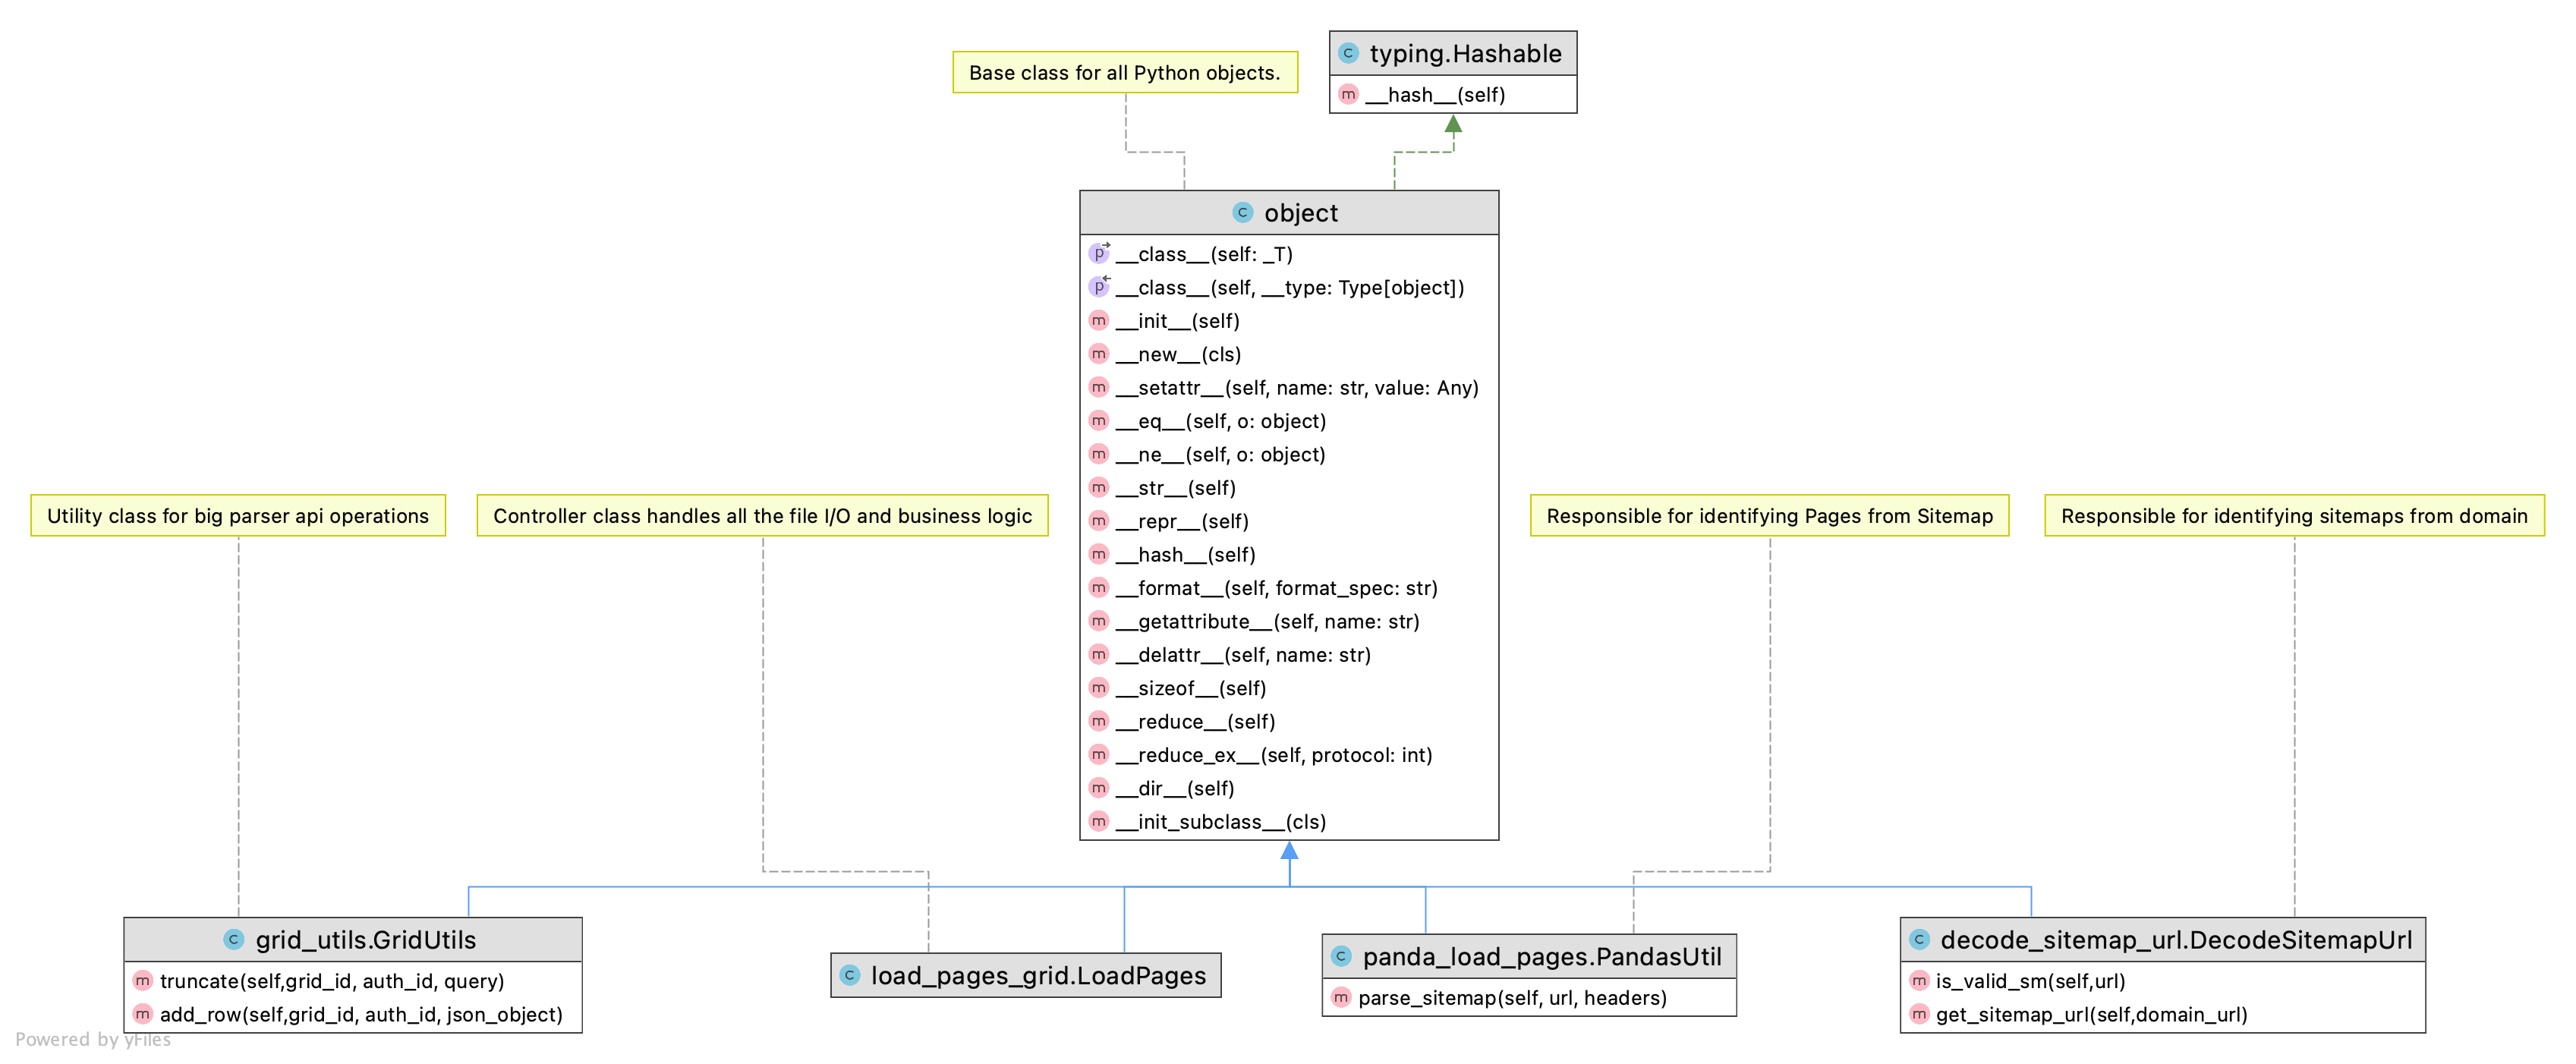 Base class for all Python objects.
C typing.Hashable
m __hash__(self)
C object
p __class__(self: _T)
p __class__(self, __type: Type[object])
m __init__(self)
m __new__(cls)
m __setattr__(self, name: str, value: Any)
m __eq__(self, o: object)
m __ne__(self, o: object)
m __str__(self)
m __repr__(self)
m __hash__(self)
m __format__(self, format_spec: str)
m __getattribute__(self, name: str)
m __delattr__(self, name: str)
m __sizeof__(self)
m __reduce__(self)
m __reduce_ex__(self, protocol: int)
m __dir__(self)
m __init_subclass__(cls)
Utility class for big parser api operations
Controller class handles all the file I/O and business logic
Responsible for identifying Pages from Sitemap
Responsible for identifying sitemaps from domain
C grid_utils.GridUtils
m truncate(self,grid_id, auth_id, query)
m add_row(self,grid_id, auth_id, json_object)
C load_pages_grid.LoadPages
C panda_load_pages.PandasUtil
m parse_sitemap(self, url, headers)
C decode_sitemap_url.DecodeSitemapUrl
m is_valid_sm(self,url)
m get_sitemap_url(self,domain_url)
Powered by yFiles